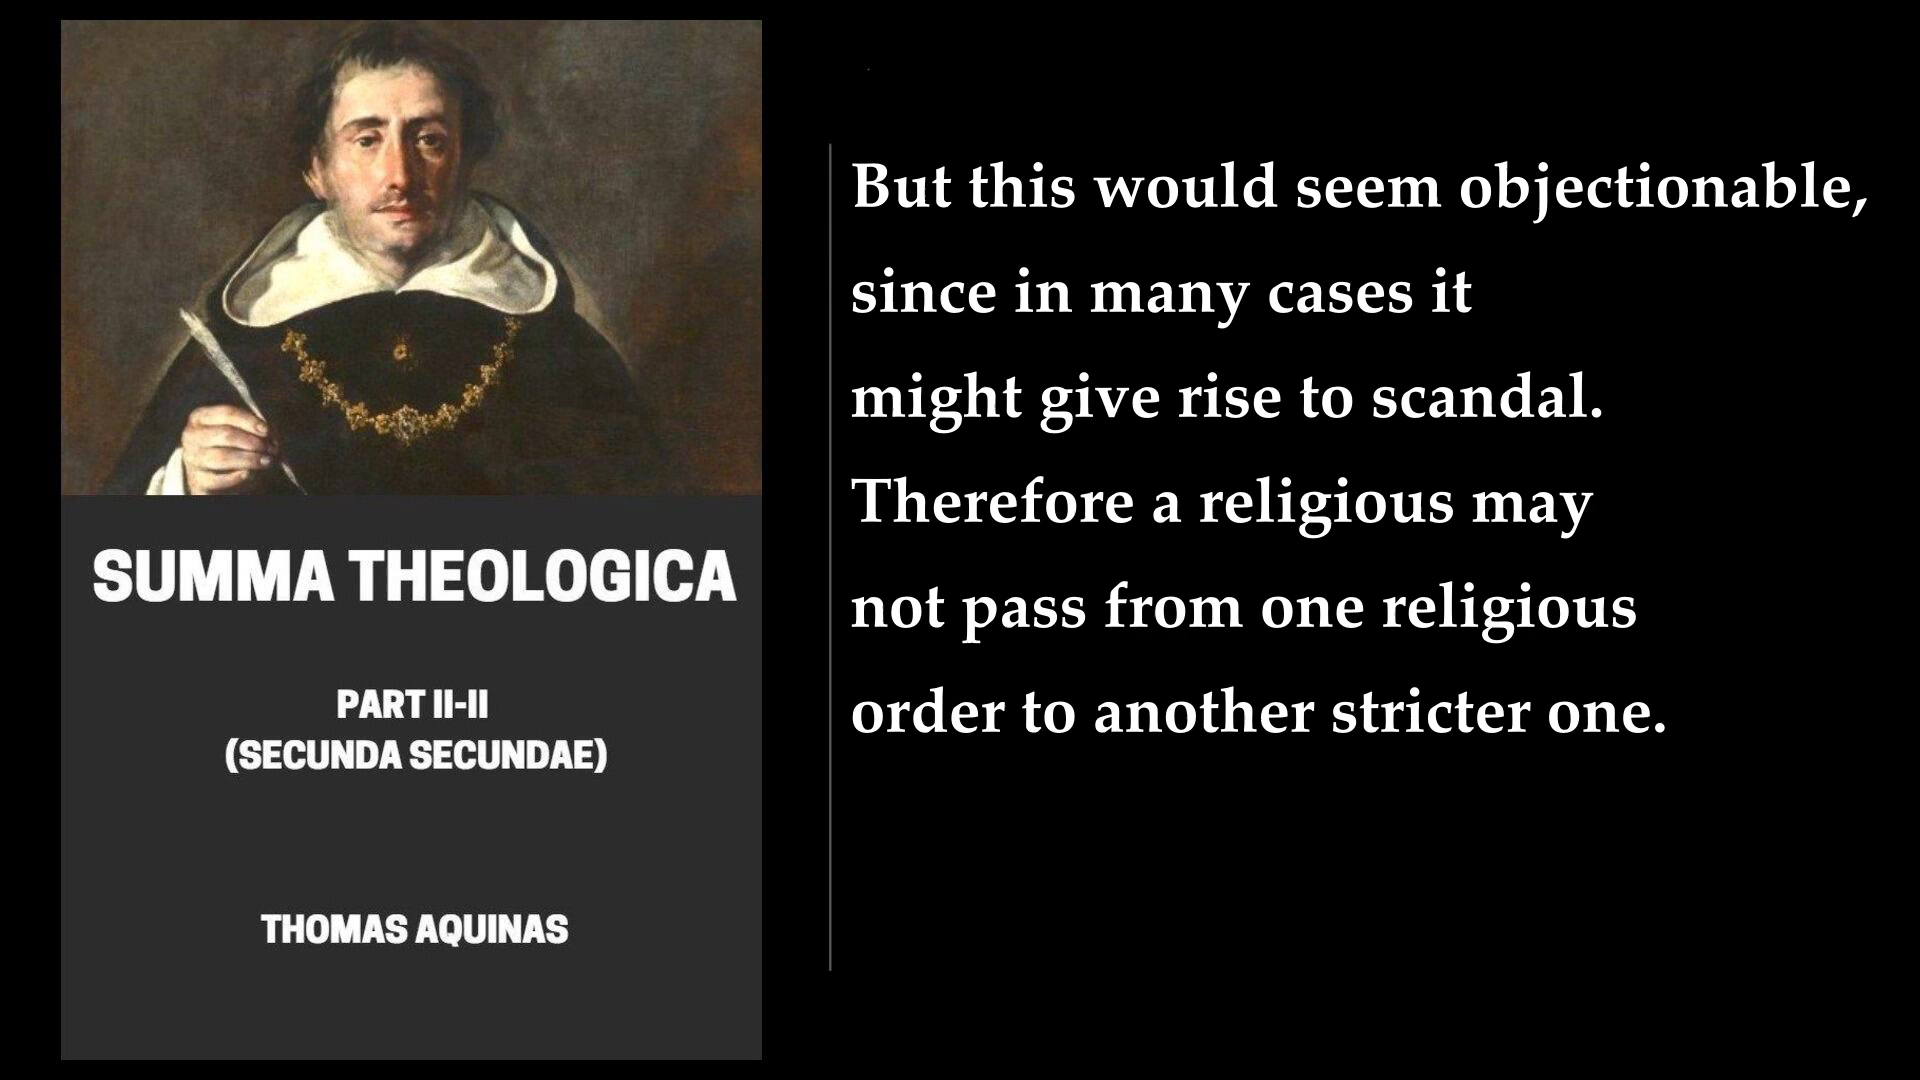 SUMMA THEOLOGICA
PART II-II
(SECUNDA SECUNDAE)
THOMAS AQUINAS
But this would seem objectionable,
since in many cases it
might give rise to scandal.
Therefore a religious may
not pass from one religious
order to another stricter one.